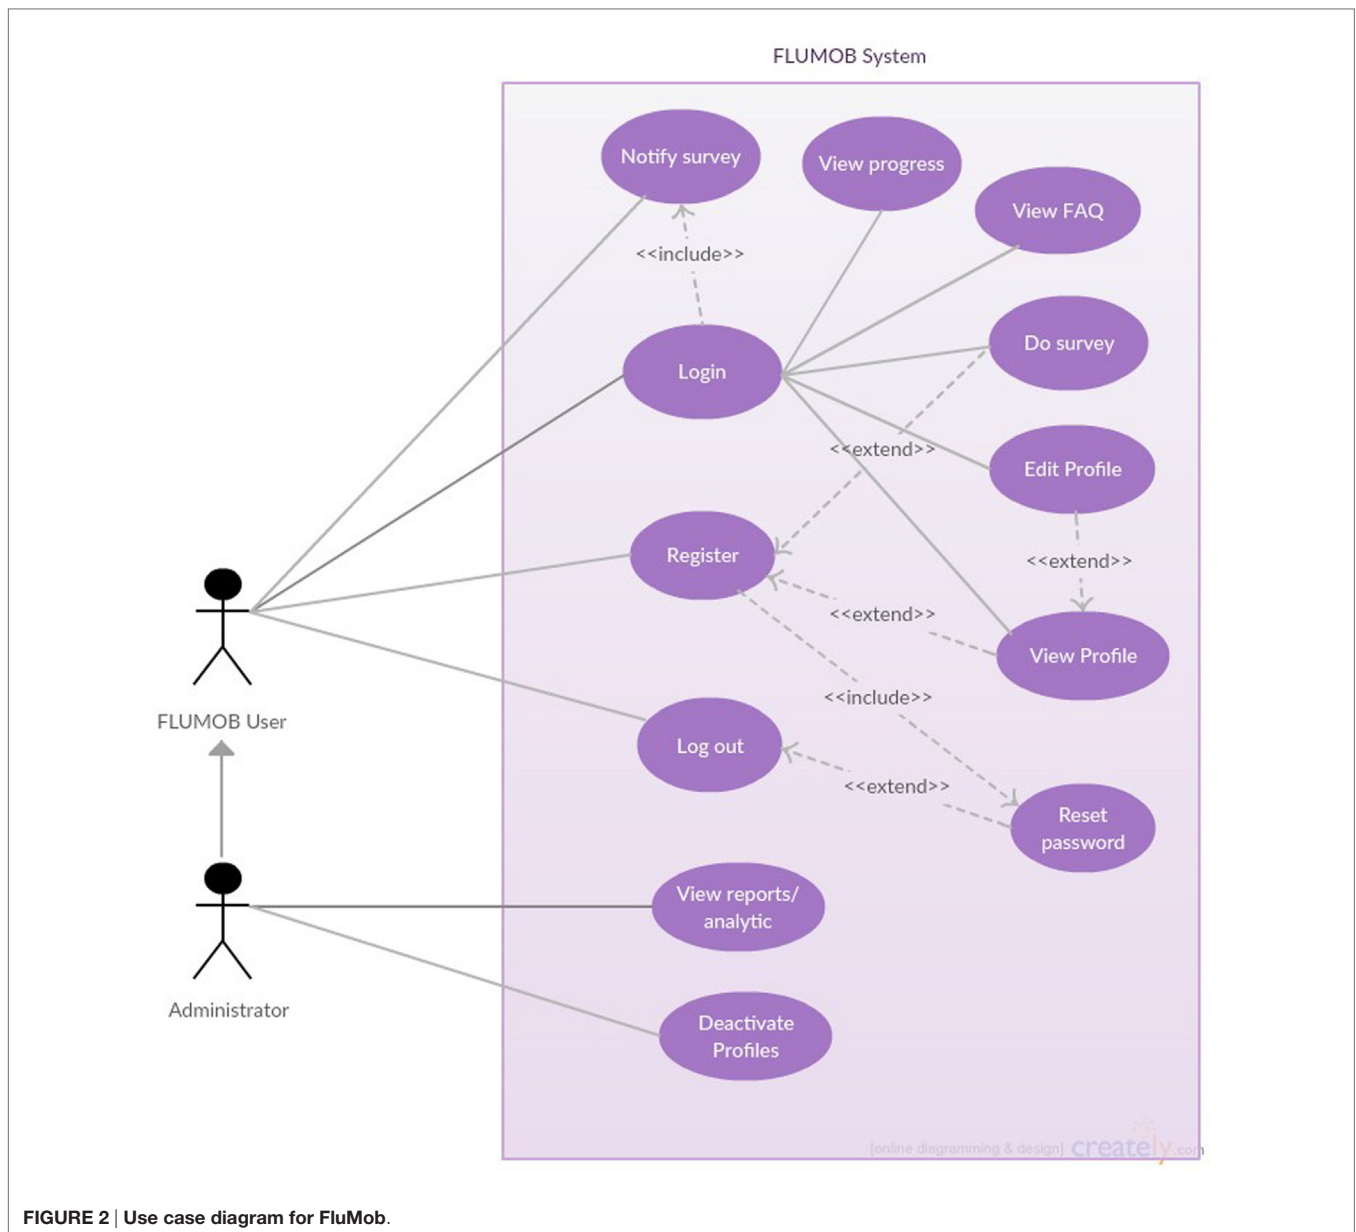 FLUMOB System
Notify survey
View progress
View FAQ
<<include>>
Do survey
Login
<<extend>>
Edit Profile
Register
<<extend>>
<<extend>>
View Profile
<<include>>
FLUMOB User
Log out
<<extend>>
Reset
password
View reports/
analytic
Administrator
Deactivate
Profiles
[online diagramming & design] creately.com
FIGURE 2 | Use case diagram for FluMob.